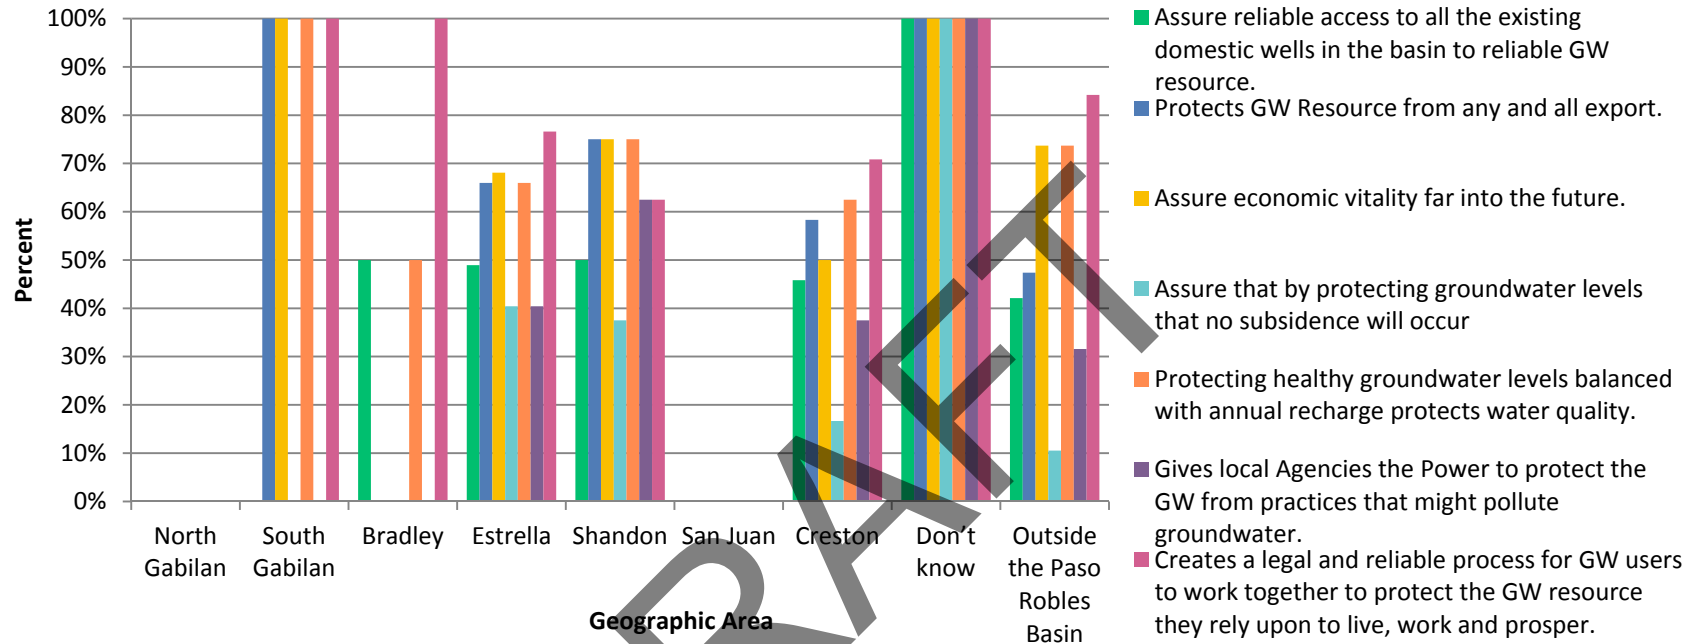 100%
90%
80%
70%
60%
50%
40%
30%
20%
10%
0%
Percent
North
Gabilan
South
Gabilan
Bradley
Estrella
Shandon
San Juan
Creston
Don't
know
Outside
the Paso
Robles
Basin
Geographic Area
Assure reliable access to all the existing
domestic wells in the basin to reliable GW
resource.
Protects GW Resource from any and all export.
Assure economic vitality far into the future.
Assure that by protecting groundwater levels
that no subsidence will occur
Protecting healthy groundwater levels balanced
with annual recharge protects water quality.
Gives local Agencies the Power to protect the
GW from practices that might pollute
groundwater.
Creates a legal and reliable process for GW users
to work together to protect the GW resource
they rely upon to live, work and prosper.
RAFT